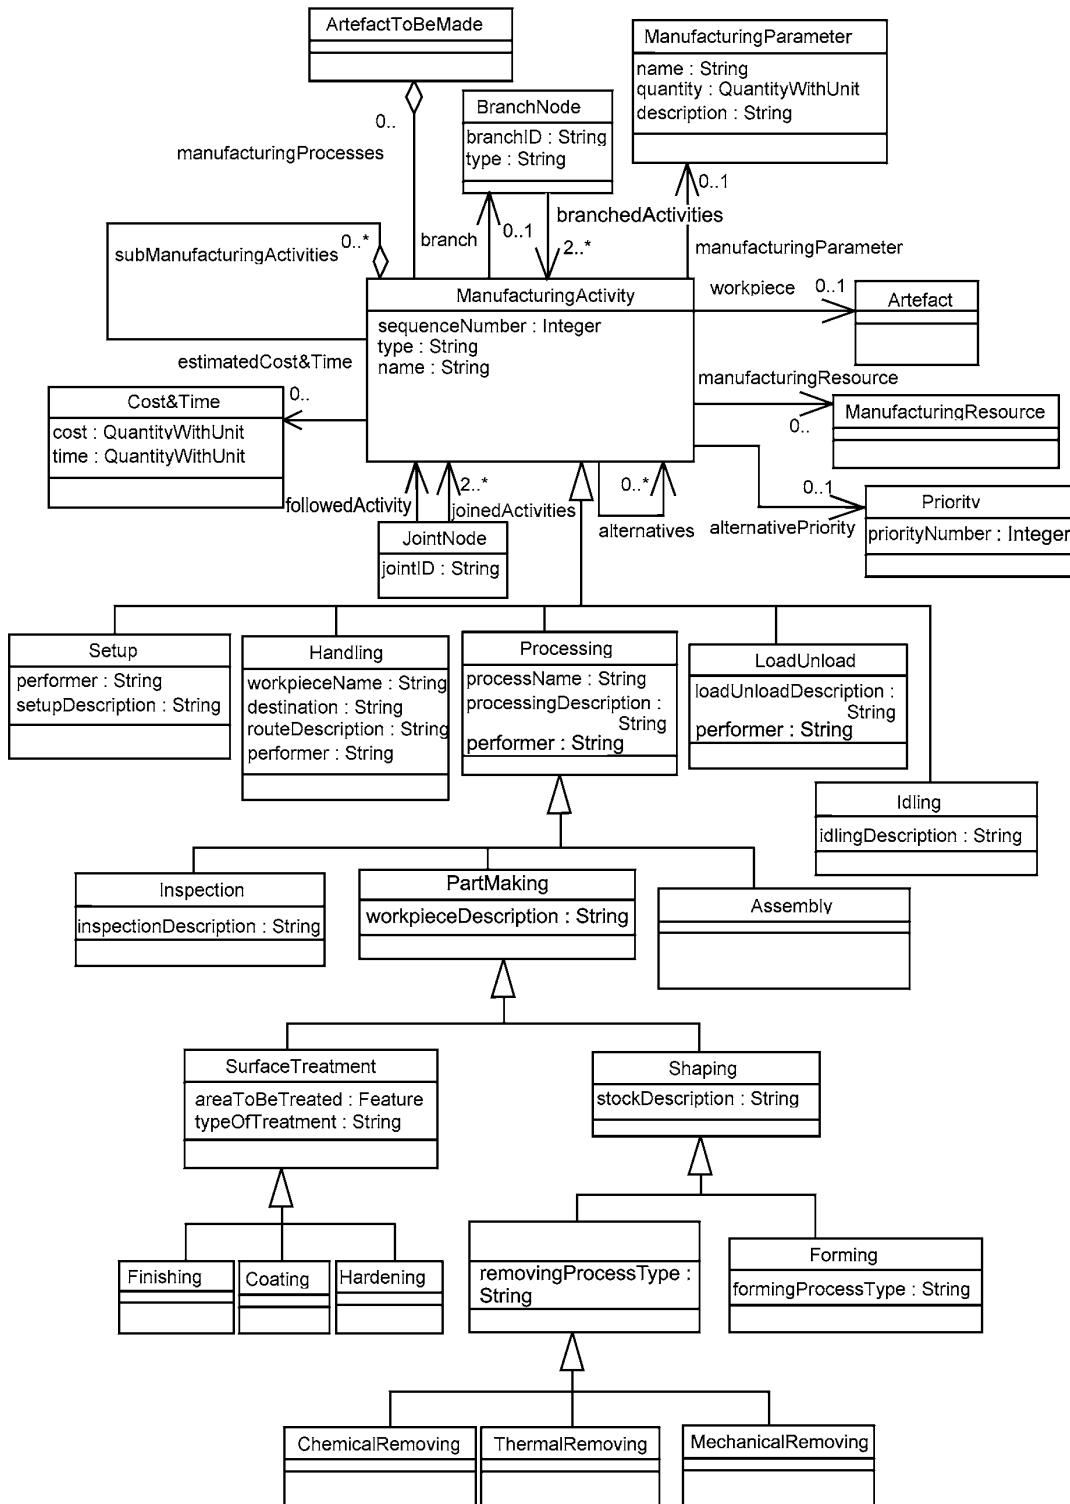 ArtefactToBeMade
0..
manufacturingProcesses
BranchNode
branchID : String
type : String
ManufacturingParameter
name : String
quantity : QuantityWithUnit
description : String
0..1
branchedActivities
0..1
branch
2..*
manufacturingParameter
0..*
subManufacturingActivities
workpiece
0..1
Artefact
ManufacturingActivity
sequenceNumber : Integer
type : String
name : String
estimatedCost&Time
0..
Cost&Time
cost : QuantityWithUnit
time : QuantityWithUnit
manufacturingResource
0..
ManufacturingResource
0..1
alternativePriority
Priority
priorityNumber : Integer
followedActivity
2..*
joinedActivities
0..*
alternatives
JointNode
jointID : String
Setup
performer : String
setupDescription : String
Handling
workpieceName : String
destination : String
routeDescription : String
performer : String
Processing
processName : String
processingDescription :
String
performer : String
LoadUnload
loadUnloadDescription :
String
performer : String
Idling
idlingDescription : String
Inspection
inspectionDescription : String
PartMaking
workpieceDescription : String
Assembly
SurfaceTreatment
areaToBeTreated : Feature
typeOfTreatment : String
Shaping
stockDescription : String
Finishing
Coating
Hardening
removingProcessType :
String
Forming
formingProcessType : String
ChemicalRemoving
ThermalRemoving
MechanicalRemoving